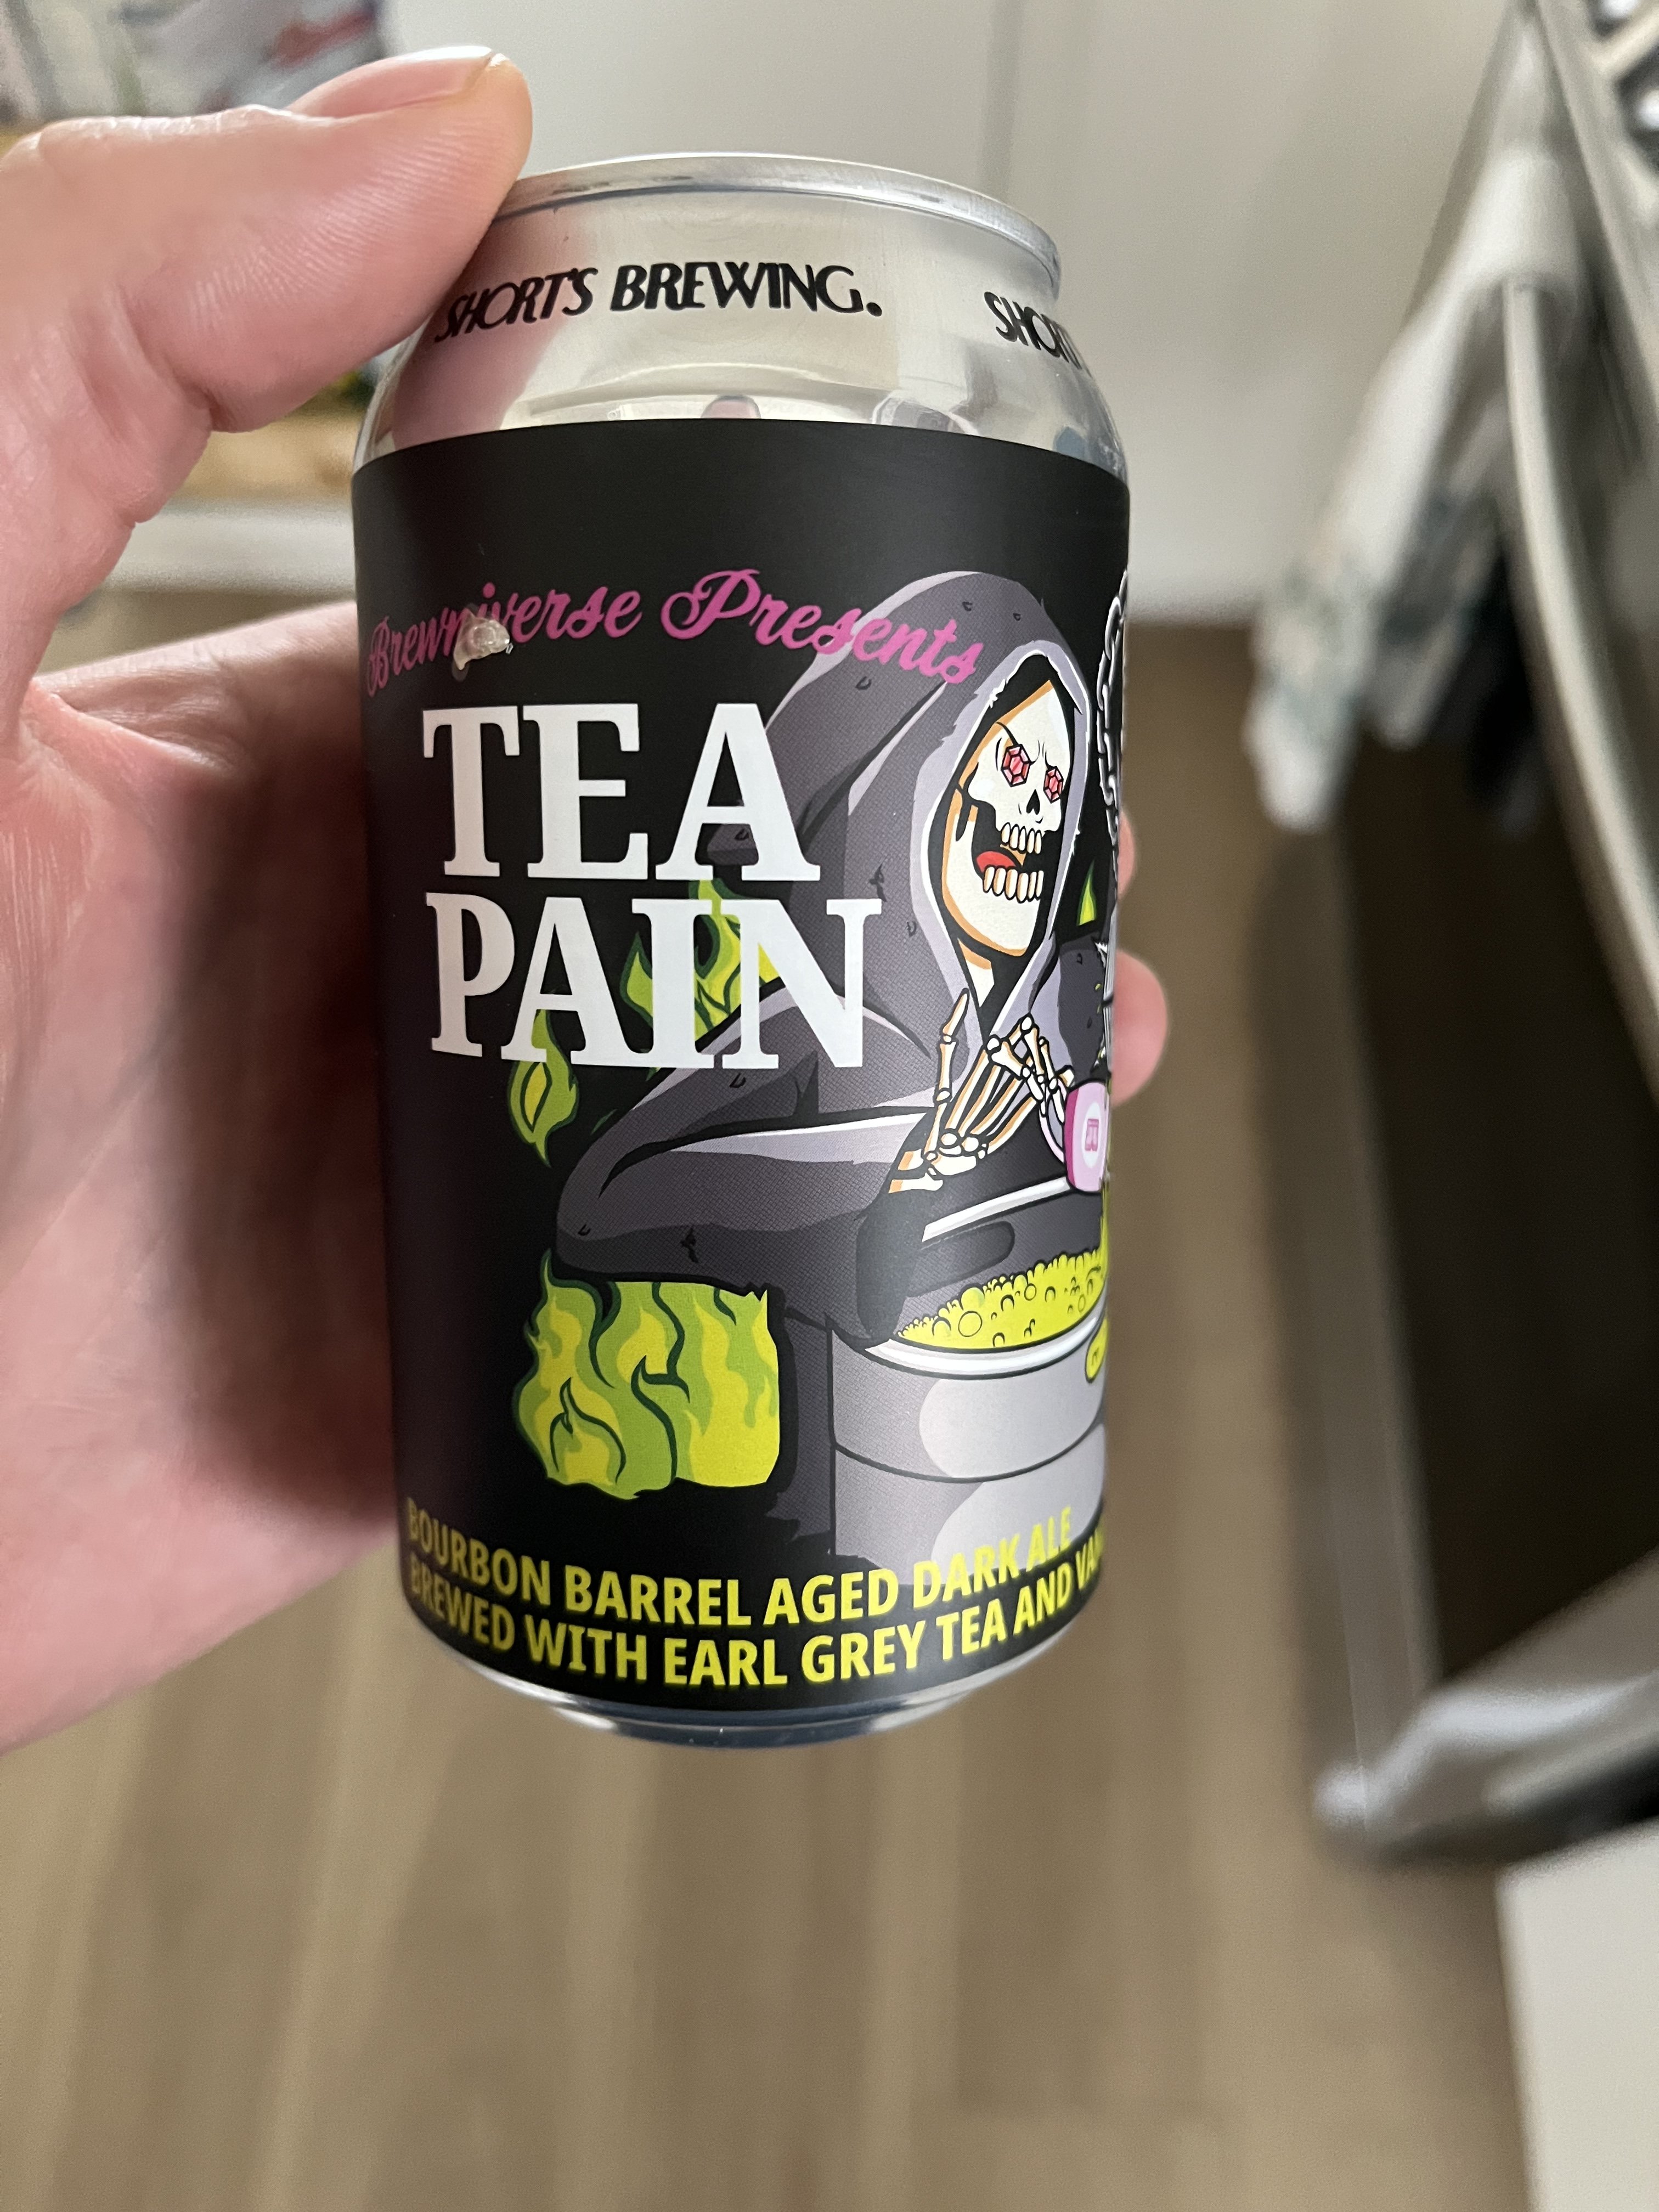 SHORT'S BREWING.
Brewniverse Presents
TEA
PAIN
BOURBON BARREL AGED DARK ALE
BREWED WITH EARL GREY TEA AND